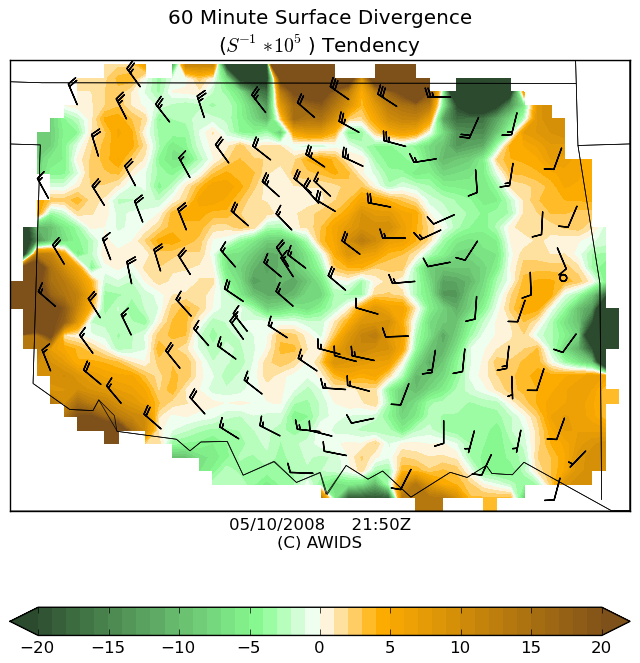 60 Minute Surface Divergence
(S⁻¹ ∗10⁵ ) Tendency
05/10/2008 21:50Z
(C) AWIDS
−20 −15 −10 −5 0 5 10 15 20